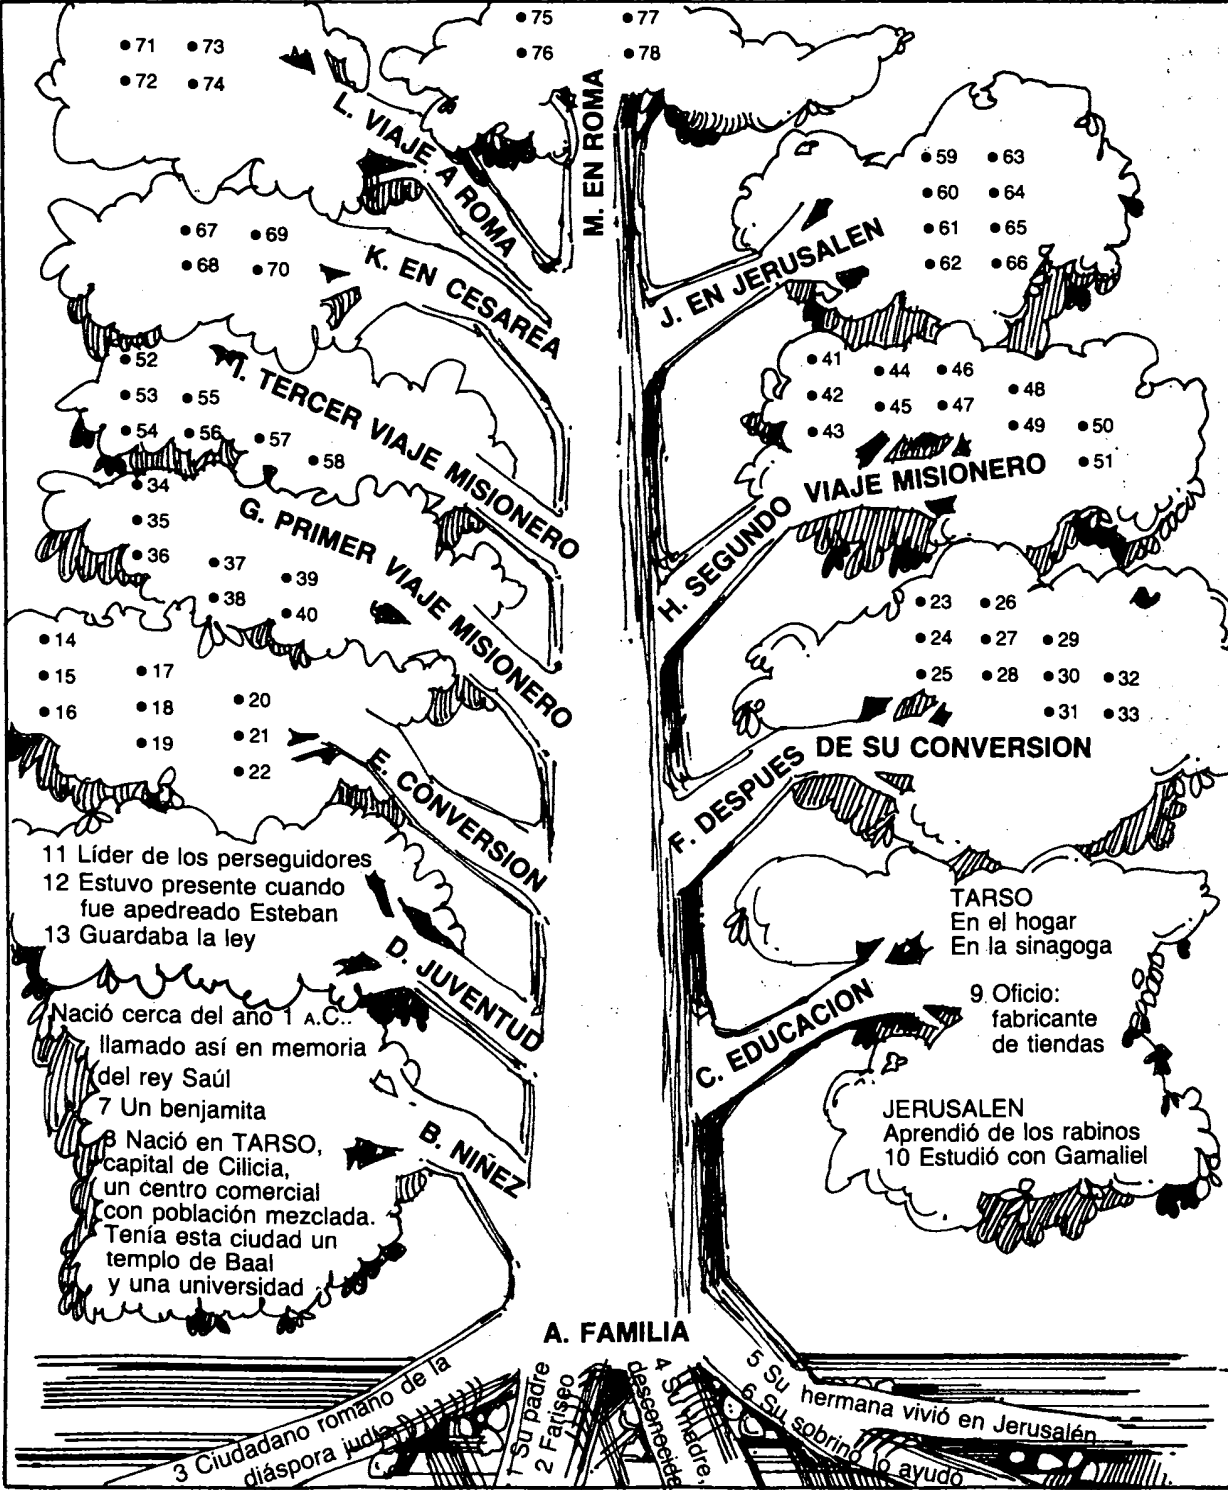 •75 •77
•76 •78
•71 •73
•72 •74
L. VIAJE A ROMA
M. EN ROMA
•59 •63
•60 •64
•61 •65
•62 •66
J. EN JERUSALEN
•67 •69
•68 •70
K. EN CESAREA
•52
•53 •55
•54 •56 •57
•58
I. TERCER VIAJE MISIONERO
•41 •44 •46
•42 •45 •47 •48
•43 •49 •50
•51
H. SEGUNDO VIAJE MISIONERO
•34
•35
•36 •37 •39
•38 •40
G. PRIMER VIAJE MISIONERO
•23 •26
•24 •27 •29
•25 •28 •30 •32
•31 •33
F. DESPUES DE SU CONVERSION
•14
•15 •17
•16 •18 •20
•19 •21
•22
E. CONVERSION
11 Líder de los perseguidores
12 Estuvo presente cuando
fue apedreado Esteban
13 Guardaba la ley
D. JUVENTUD
TARSO
En el hogar
En la sinagoga
9 Oficio:
fabricante
de tiendas
C. EDUCACION
JERUSALEN
Aprendió de los rabinos
10 Estudió con Gamaliel
Nació cerca del año 1 A.C..
llamado así en memoria
del rey Saúl
7 Un benjamita
8 Nació en TARSO,
capital de Cilicia,
un centro comercial
con población mezclada.
Tenía esta ciudad un
templo de Baal
y una universidad
B. NIÑEZ
A. FAMILIA
3 Ciudadano romano de la
diáspora judía
1 Su padre
2 Fariseo
4 Su madre,
desconocida
5 Su hermana vivió en Jerusalén
6 Su sobrino lo ayudó